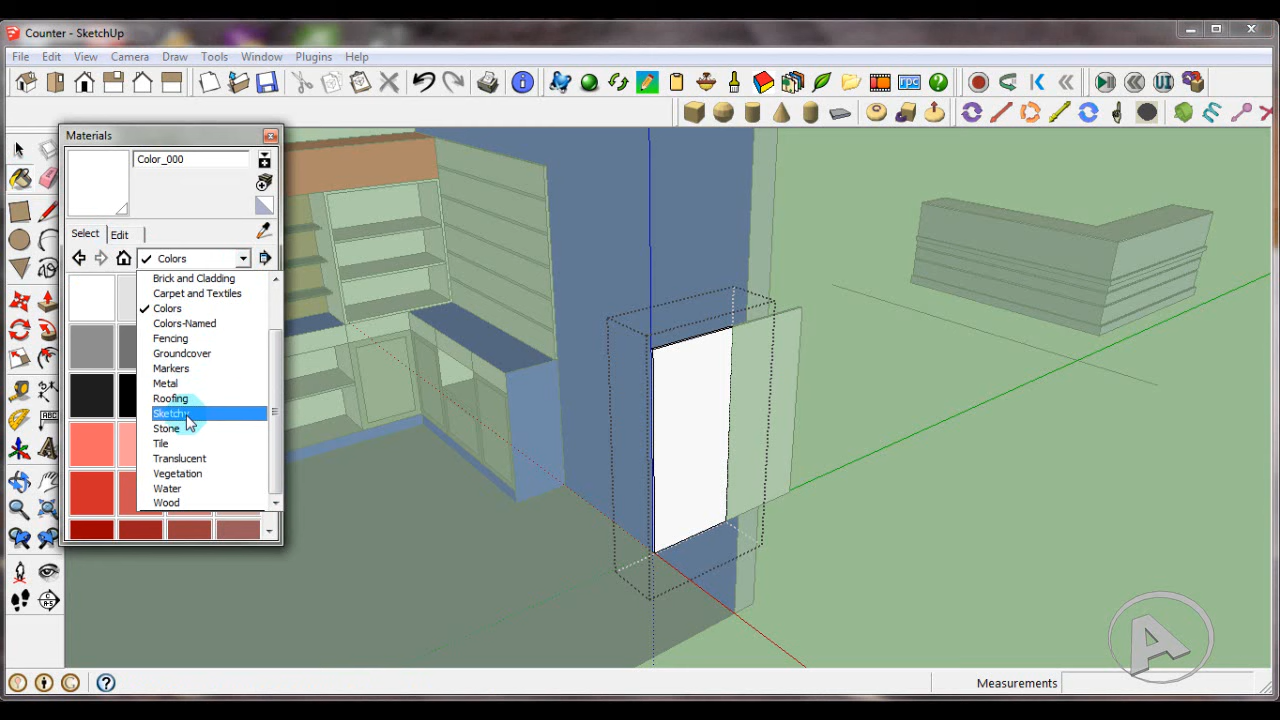 Counter - SketchUp
File Edit View Camera Draw Tools Window Plugins Help
Materials
Color_000
Select Edit
Colors
Brick and Cladding
Carpet and Textiles
Colors
Colors-Named
Fencing
Groundcover
Markers
Metal
Roofing
Sketchy
Stone
Tile
Translucent
Vegetation
Water
Wood
Measurements
A